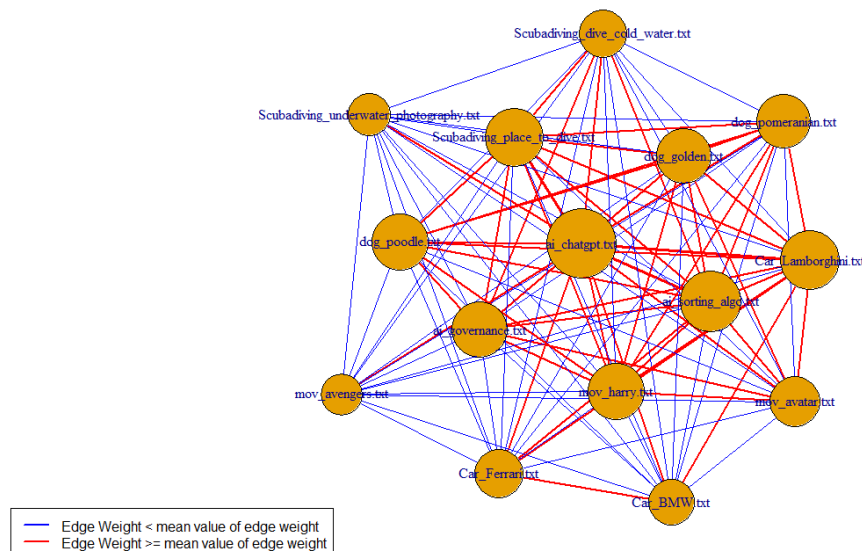 Scubadiving_dive_cold_water.txt
Scubadiving_underwater_photography.txt
dog_pomeranian.txt
Scubadiving_place_to_dive.txt
dog_golden.txt
dog_poodle.txt
ai_chatgpt.txt
Car_Lamborghini.txt
ai_sorting_algo.txt
ai_governance.txt
mov_avengers.txt
mov_harry.txt
mov_avatar.txt
Car_Ferrari.txt
Car_BMW.txt
Edge Weight < mean value of edge weight
Edge Weight >= mean value of edge weight